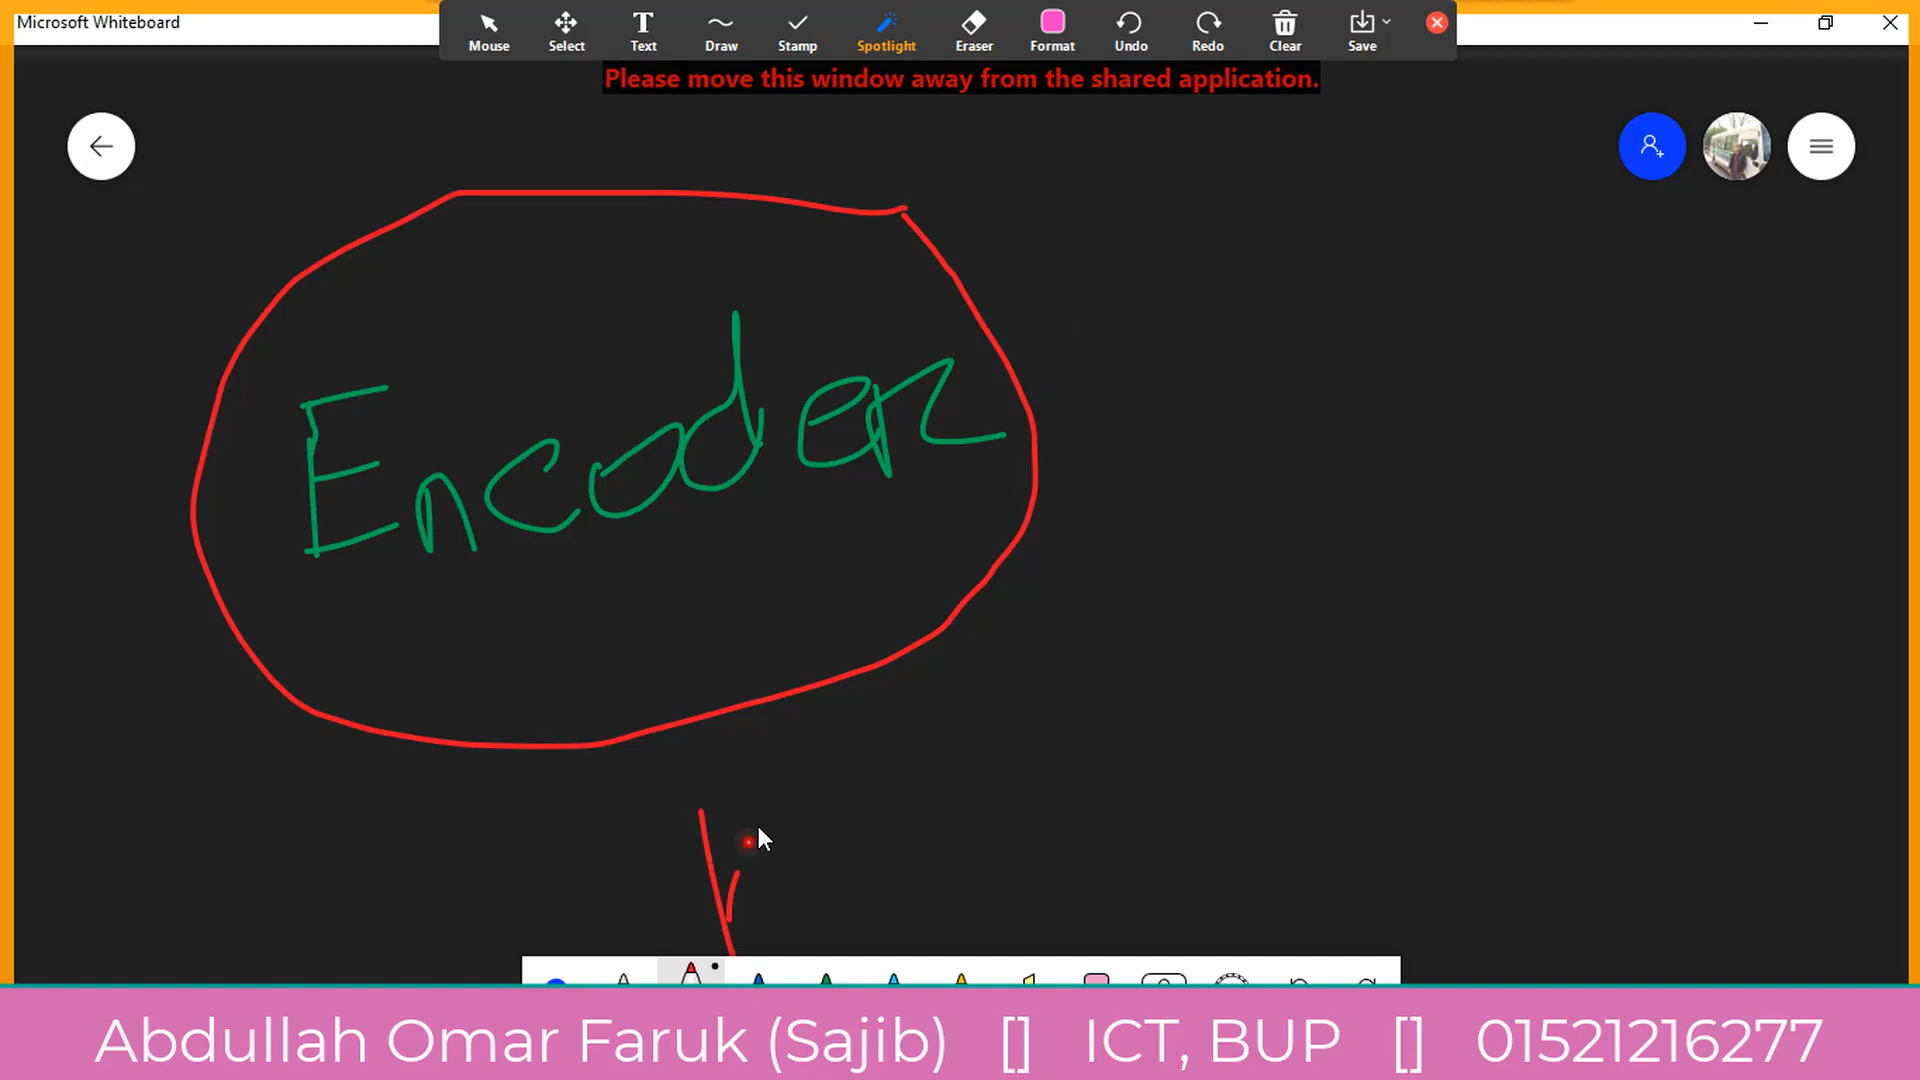 Microsoft Whiteboard
Mouse Select Text Draw Stamp Spotlight Eraser Format Undo Redo Clear Save
Please move this window away from the shared application.
Encoder
Abdullah Omar Faruk (Sajib) [] ICT, BUP [] 01521216277